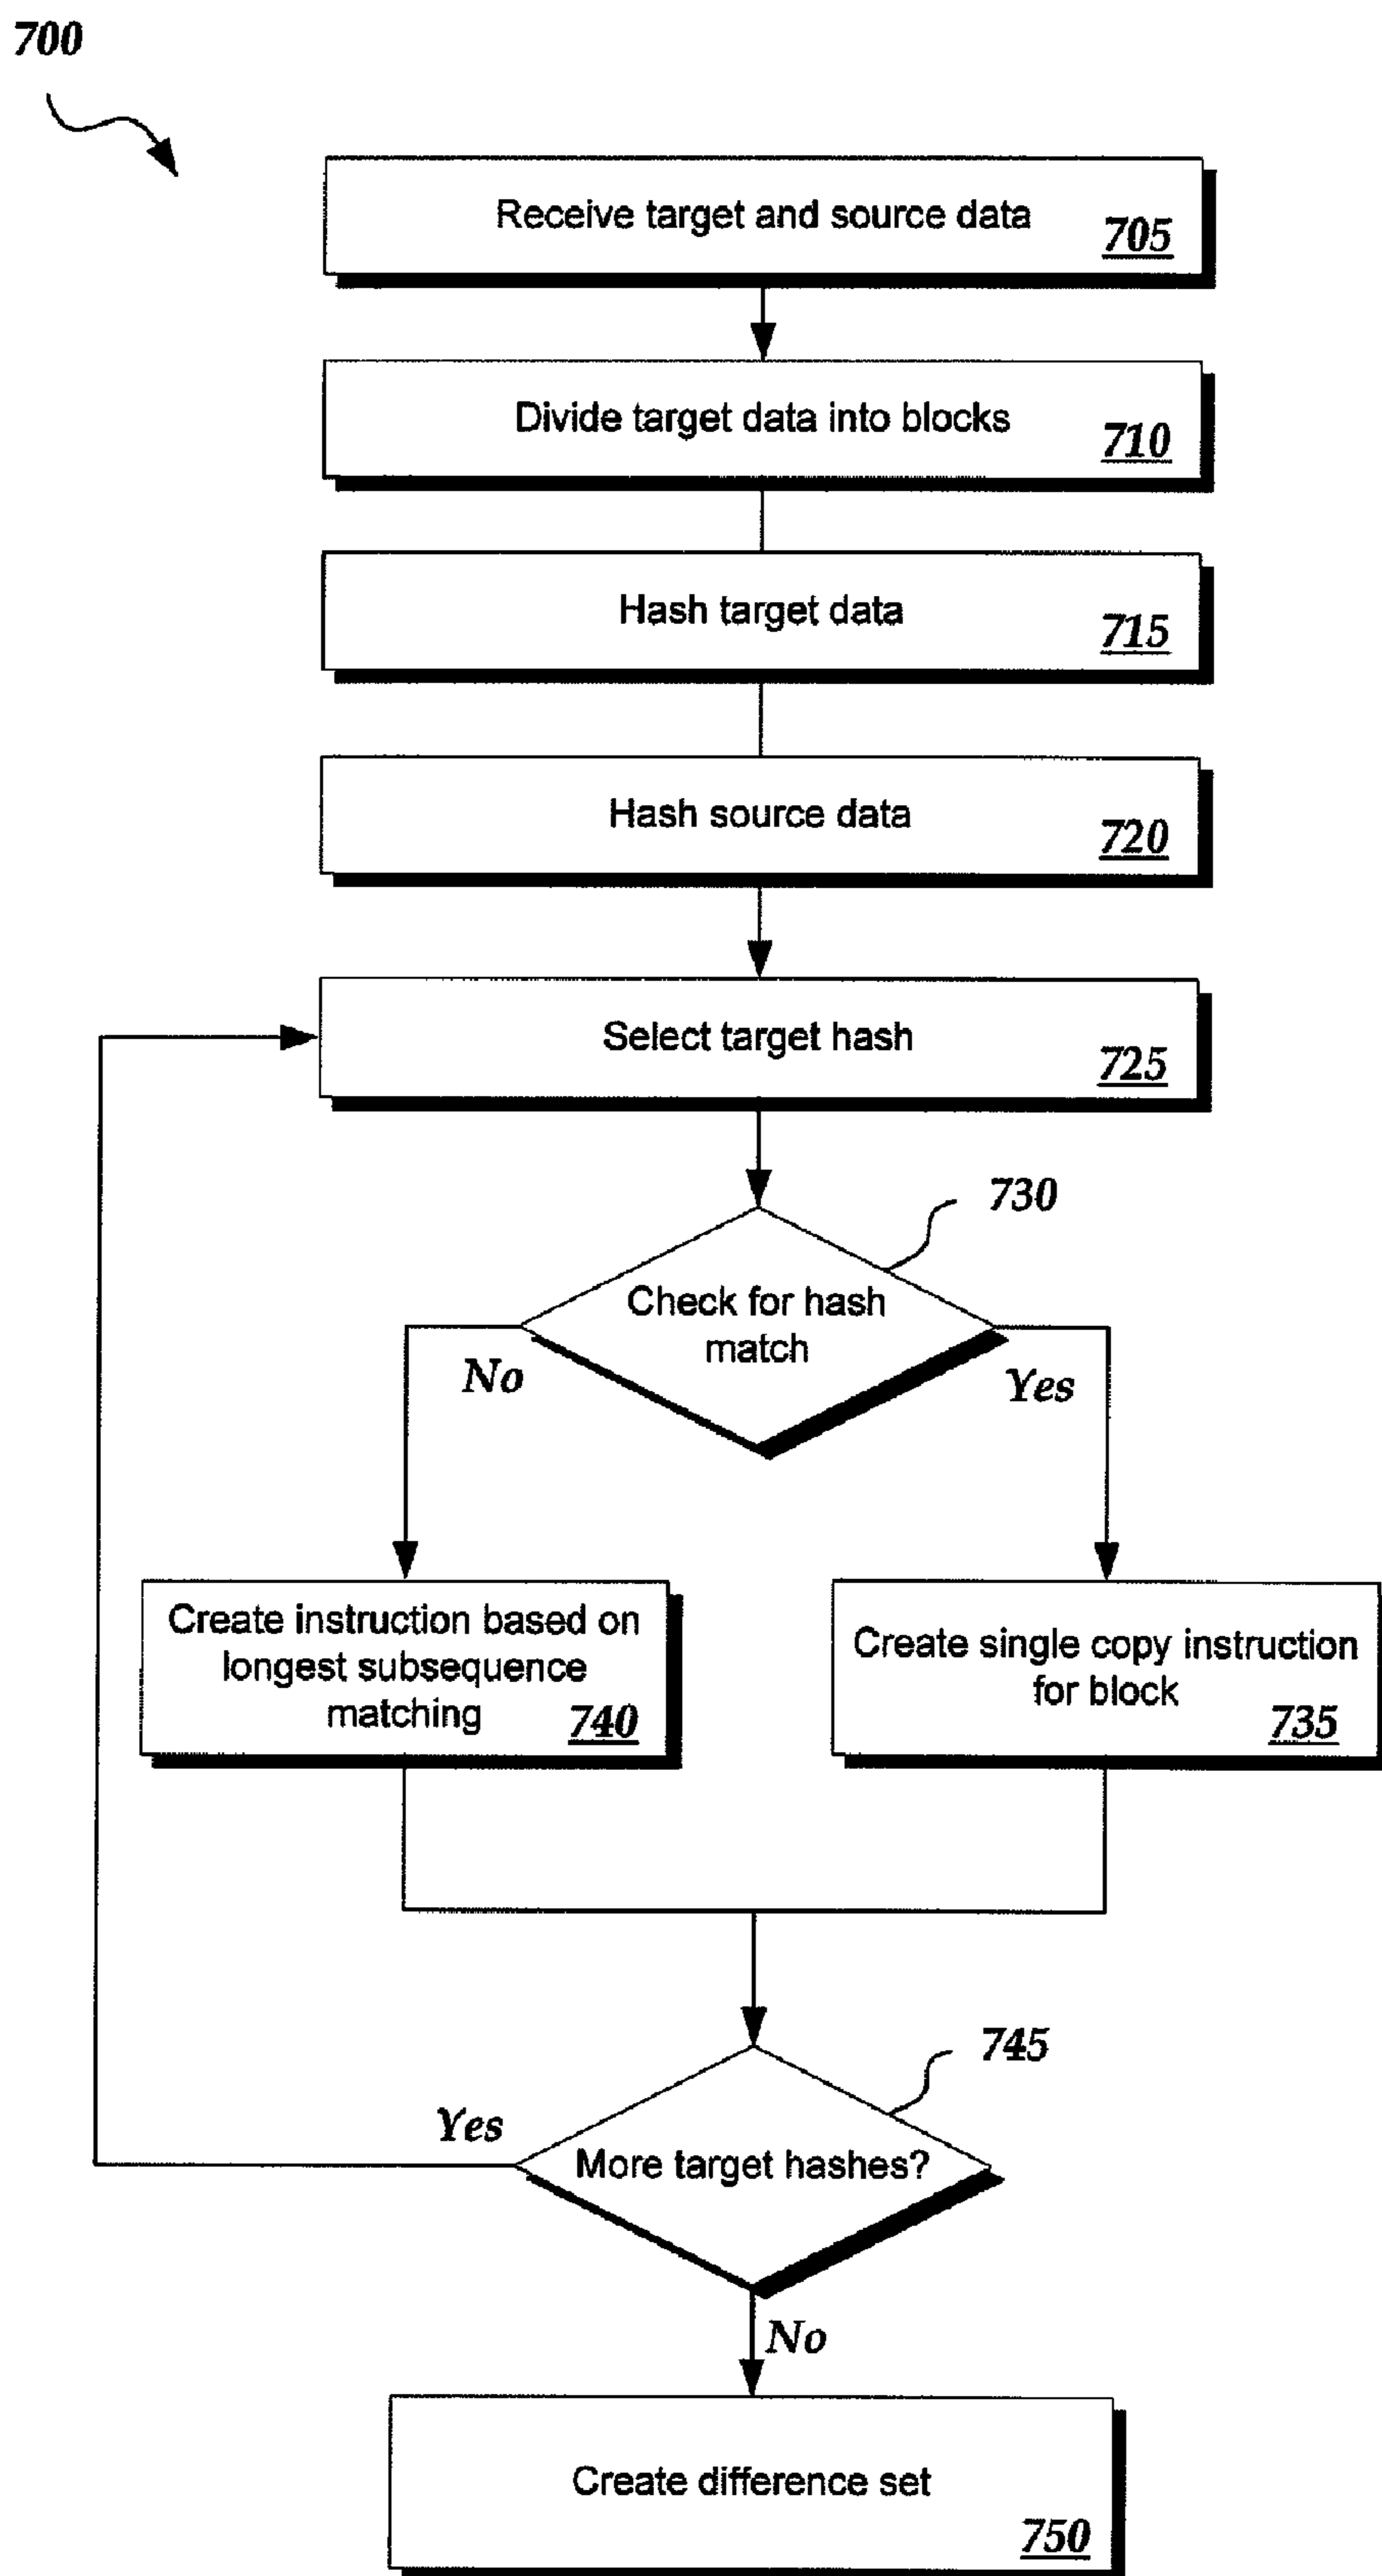 700
Receive target and source data
705
Divide target data into blocks
710
Hash target data
715
Hash source data
720
Select target hash
725
730
Check for hash
match
No
Yes
Create instruction based on
longest subsequence
matching
740
Create single copy instruction
for block
735
745
Yes
More target hashes?
No
Create difference set
750